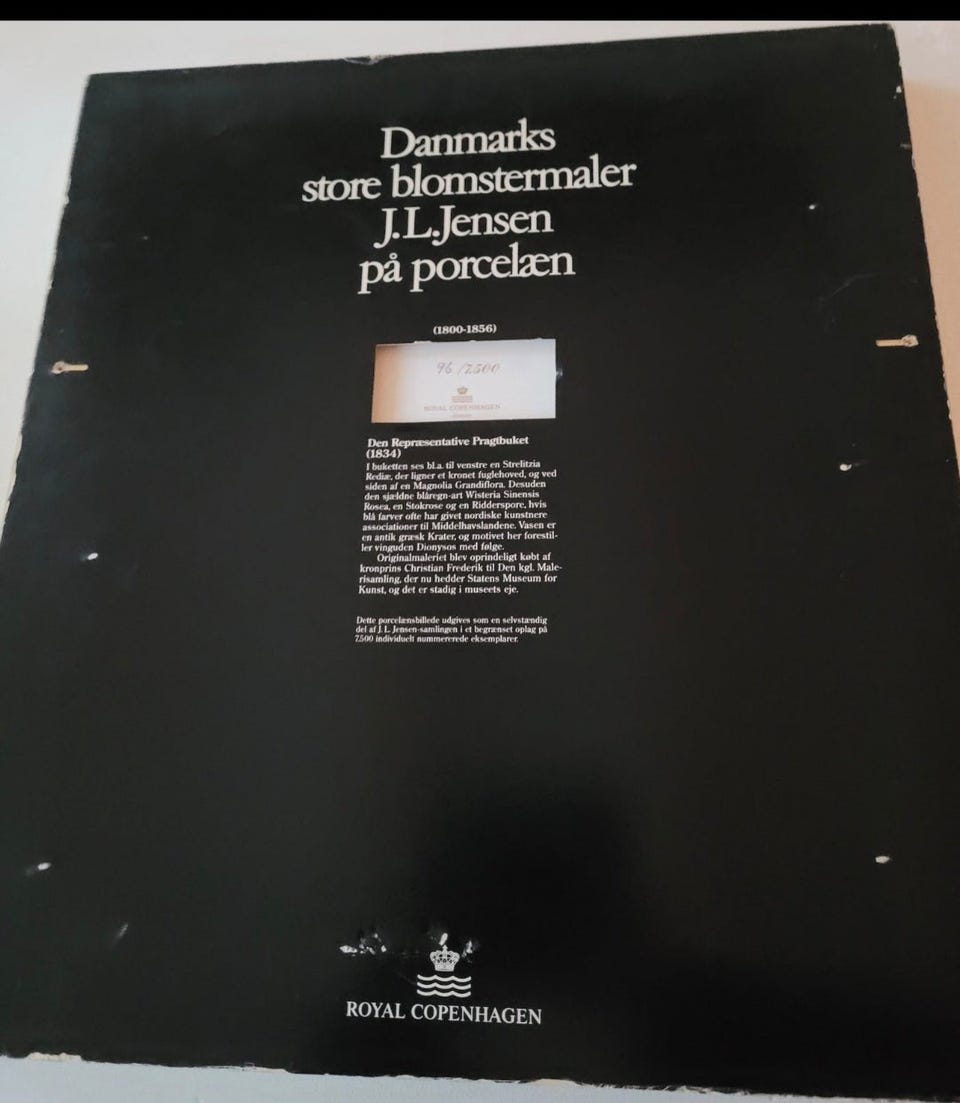 Danmarks
store blomstermaler
J.L.Jensen
på porcelæn
(1800-1856)
96/7.500
ROYAL COPENHAGEN
Den Repræsentative Pragtbuket
(1834)
I buketten ses bl.a. til venstre en Strelitzia
Rediæ, der ligner et kronet fuglehoved, og ved
siden af en Magnolia Grandiflora. Desuden
den sjældne blåregn-art Wisteria Sinensis
Rosea, en Stokrose og en Ridderspore, hvis
blå farver ofte har givet nordiske kunstnere
associationer til Middelhavslandene. Vasen er
en antik græsk Krater, og motivet her forestil-
ler vinguden Dionysos med følge.
Originalmaleriet blev oprindeligt købt af
kronprins Christian Frederik til Den kgl. Male-
risamling, der nu hedder Statens Museum for
Kunst, og det er stadig i museets eje.
Dette porcelænsbillede udgives som en selvstændig
del af J.L. Jensen-samlingen i et begrænset oplag på
7.500 individuelt nummererede eksemplarer.
ROYAL COPENHAGEN